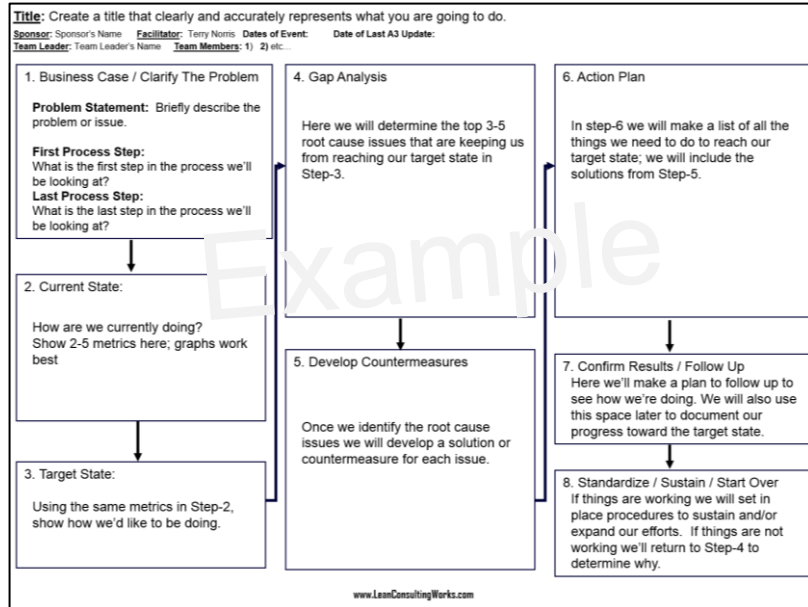 Title: Create a title that clearly and accurately represents what you are going to do.
Sponsor: Sponsor's Name Facilitator: Terry Norris Dates of Event: Date of Last A3 Update:
Team Leader: Team Leader's Name Team Members: 1) 2) etc...
1. Business Case / Clarify The Problem
Problem Statement: Briefly describe the
problem or issue.
First Process Step:
What is the first step in the process we'll
be looking at?
Last Process Step:
What is the last step in the process we'll
be looking at?
2. Current State:
How are we currently doing?
Show 2-5 metrics here; graphs work
best
3. Target State:
Using the same metrics in Step-2,
show how we'd like to be doing.
4. Gap Analysis
Here we will determine the top 3-5
root cause issues that are keeping us
from reaching our target state in
Step-3.
5. Develop Countermeasures
Once we identify the root cause
issues we will develop a solution or
countermeasure for each issue.
6. Action Plan
In step-6 we will make a list of all the
things we need to do to reach our
target state; we will include the
solutions from Step-5.
7. Confirm Results / Follow Up
Here we'll make a plan to follow up to
see how we're doing. We will also use
this space later to document our
progress toward the target state.
8. Standardize / Sustain / Start Over
If things are working we will set in
place procedures to sustain and/or
expand our efforts. If things are not
working we'll return to Step-4 to
determine why.
Example
www.LeanConsultingWorks.com